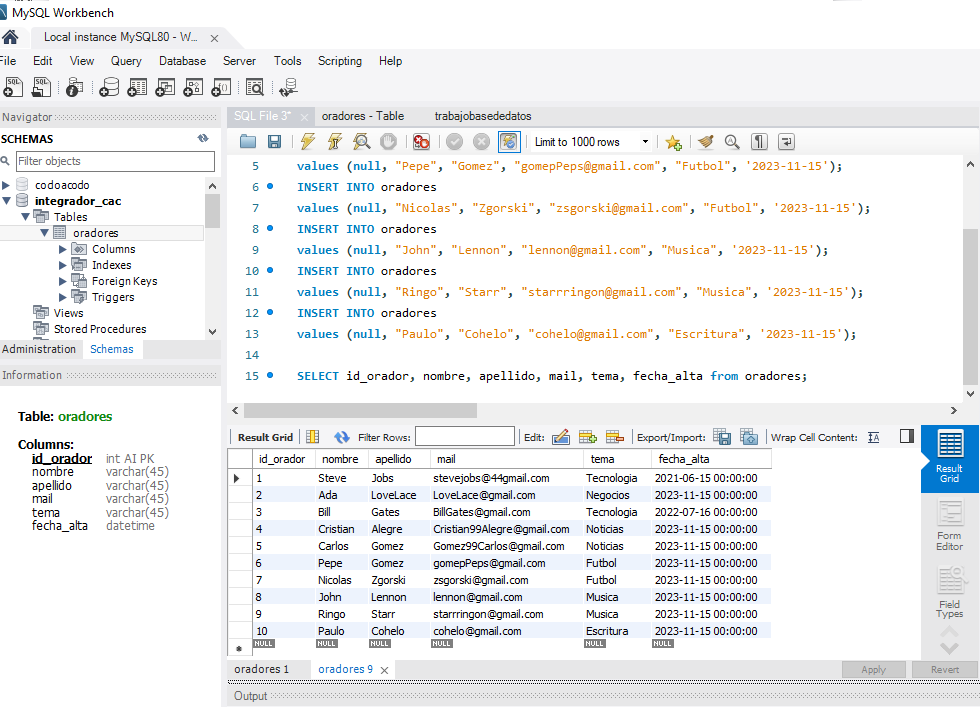 MySQL Workbench
Local instance MySQL80 - W...
File Edit View Query Database Server Tools Scripting Help
Navigator
SCHEMAS
Filter objects
codoacodo
integrador_cac
Tables
oradores
Columns
Indexes
Foreign Keys
Triggers
Views
Stored Procedures
Administration Schemas
Information
Table: oradores
Columns:
id_orador int AI PK
nombre varchar(45)
apellido varchar(45)
mail varchar(45)
tema varchar(45)
fecha_alta datetime
SQL File 3* oradores - Table trabajobasededatos
Limit to 1000 rows
5 values (null, "Pepe", "Gomez", "gomepPeps@gmail.com", "Futbol", '2023-11-15');
6 INSERT INTO oradores
7 values (null, "Nicolas", "Zgorski", "zsgorski@gmail.com", "Futbol", '2023-11-15');
8 INSERT INTO oradores
9 values (null, "John", "Lennon", "lennon@gmail.com", "Musica", '2023-11-15');
10 INSERT INTO oradores
11 values (null, "Ringo", "Starr", "starrringon@gmail.com", "Musica", '2023-11-15');
12 INSERT INTO oradores
13 values (null, "Paulo", "Cohelo", "cohelo@gmail.com", "Escritura", '2023-11-15');
14
15 SELECT id_orador, nombre, apellido, mail, tema, fecha_alta from oradores;
Result Grid Filter Rows: Edit: Export/Import: Wrap Cell Content: IA
id_orador nombre apellido mail tema fecha_alta
1 Steve Jobs stevejobs@44gmail.com Tecnologia 2021-06-15 00:00:00
2 Ada LoveLace LoveLace@gmail.com Negocios 2023-11-15 00:00:00
3 Bill Gates BillGates@gmail.com Tecnologia 2022-07-16 00:00:00
4 Cristian Alegre Cristian99Alegre@gmail.com Noticias 2023-11-15 00:00:00
5 Carlos Gomez Gomez99Carlos@gmail.com Noticias 2023-11-15 00:00:00
6 Pepe Gomez gomepPeps@gmail.com Futbol 2023-11-15 00:00:00
7 Nicolas Zgorski zsgorski@gmail.com Futbol 2023-11-15 00:00:00
8 John Lennon lennon@gmail.com Musica 2023-11-15 00:00:00
9 Ringo Starr starrringon@gmail.com Musica 2023-11-15 00:00:00
10 Paulo Cohelo cohelo@gmail.com Escritura 2023-11-15 00:00:00
NULL NULL NULL NULL NULL NULL
Result Grid
Form Editor
Field Types
oradores 1 oradores 9 Apply Revert
Output